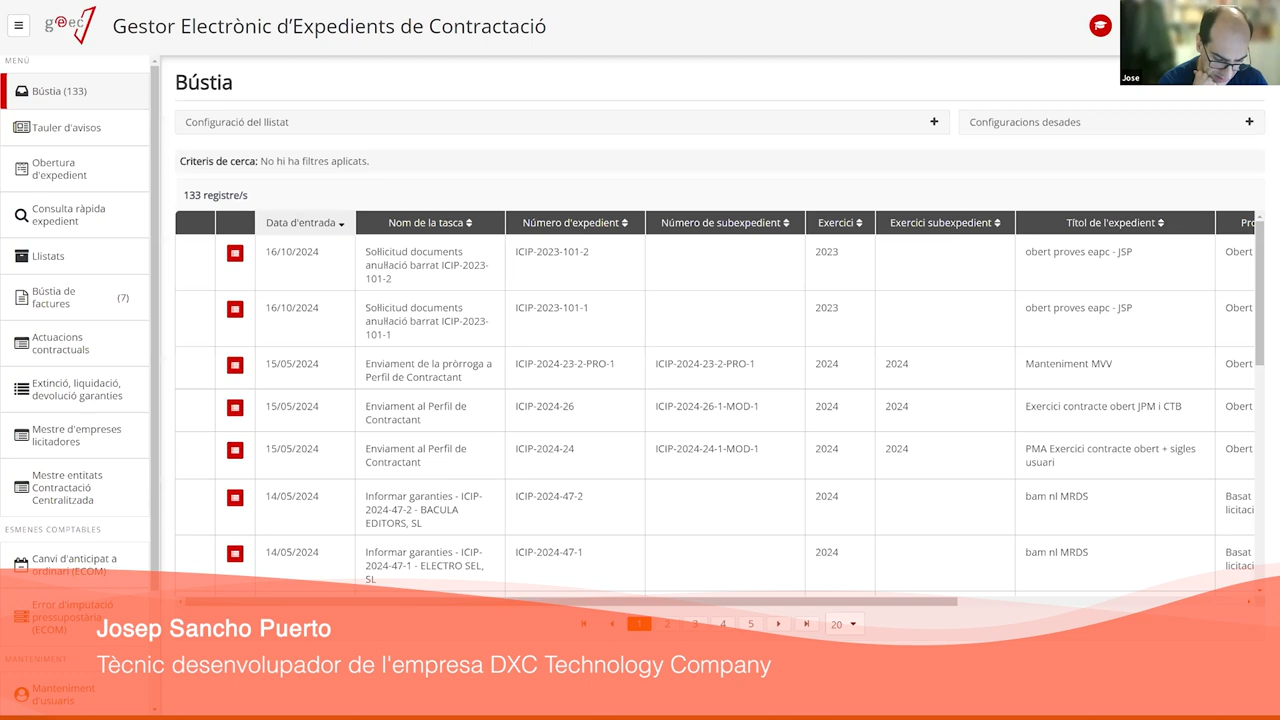 geec
Gestor Electrònic d'Expedients de Contractació
Jose
MENÚ
Bústia (133)
Tauler d'avisos
Obertura
d'expedient
Consulta ràpida
expedient
Llistats
Bústia de
factures
(7)
Actuacions
contractuals
Extinció, liquidació,
devolució garanties
Mestre d'empreses
licitadores
Mestre entitats
Contractació
Centralitzada
ESMENES COMPTABLES
Canvi d'anticipat a
ordinari (ECOM)
Error d'imputació
pressupostària
(ECOM)
MANTENIMENT
Manteniment
d'usuaris
Bústia
Configuració del llistat
Configuracions desades
Criteris de cerca: No hi ha filtres aplicats.
133 registre/s
Data d'entrada Nom de la tasca Número d'expedient Número de subexpedient Exercici Exercici subexpedient Títol de l'expedient Pro
16/10/2024 Sol·licitud documents ICIP-2023-101-2 2023 obert proves eapc - JSP Obert
anul·lació barrat ICIP-2023-
101-2
16/10/2024 Sol·licitud documents ICIP-2023-101-1 2023 obert proves eapc - JSP Obert
anul·lació barrat ICIP-2023-
101-1
15/05/2024 Enviament de la pròrroga a ICIP-2024-23-2-PRO-1 ICIP-2024-23-2-PRO-1 2024 2024 Manteniment MVV Obert
Perfil de Contractant
15/05/2024 Enviament al Perfil de ICIP-2024-26 ICIP-2024-26-1-MOD-1 2024 2024 Exercici contracte obert JPM i CTB Obert
Contractant
15/05/2024 Enviament al Perfil de ICIP-2024-24 ICIP-2024-24-1-MOD-1 2024 2024 PMA Exercici contracte obert + sigles Obert
Contractant usuari
14/05/2024 Informar garanties - ICIP- ICIP-2024-47-2 2024 bam nl MRDS Basat
2024-47-2 - BACULA licitaci
EDITORS, SL
14/05/2024 Informar garanties - ICIP- ICIP-2024-47-1 2024 bam nl MRDS Basat
2024-47-1 - ELECTRO SEL, licitaci
SL
1 2 3 4 5 20
Josep Sancho Puerto
Tècnic desenvolupador de l'empresa DXC Technology Company